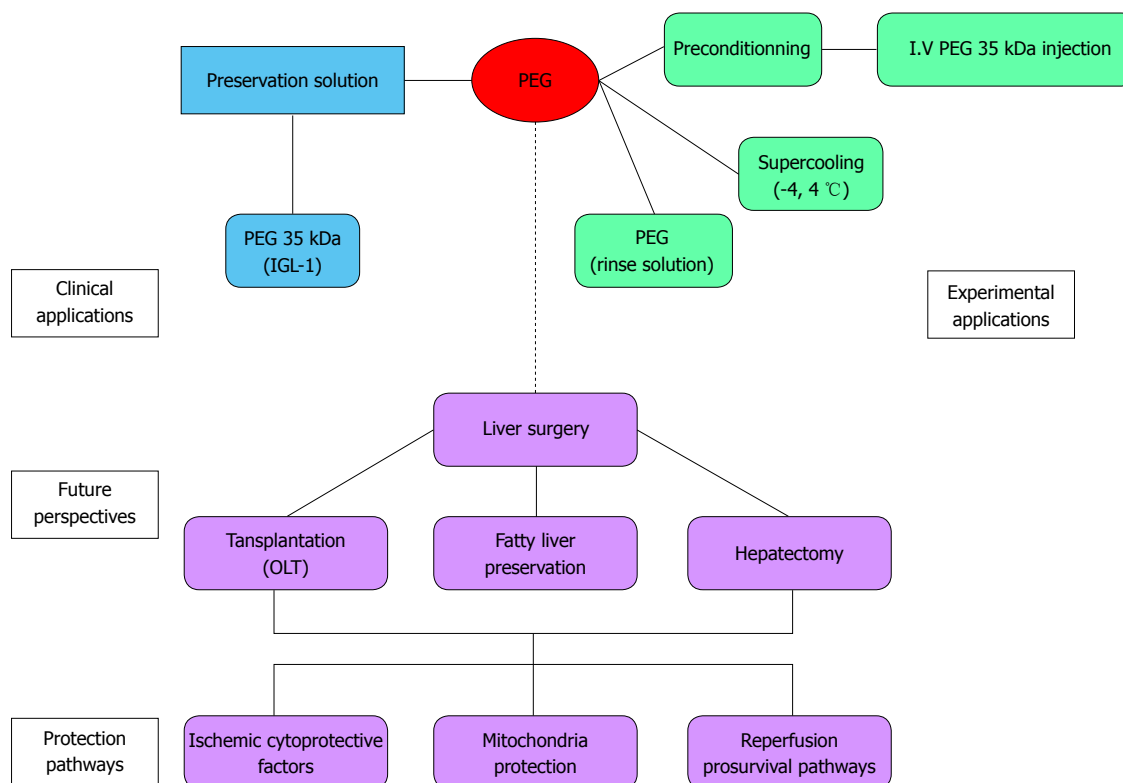 Preconditionning
I.V PEG 35 kDa injection
Preservation solution
PEG
Supercooling
(-4, 4 ℃)
PEG 35 kDa
(IGL-1)
PEG
(rinse solution)
Clinical
applications
Experimental
applications
Liver surgery
Future
perspectives
Tansplantation
(OLT)
Fatty liver
preservation
Hepatectomy
Protection
pathways
Ischemic cytoprotective
factors
Mitochondria
protection
Reperfusion
prosurvival pathways